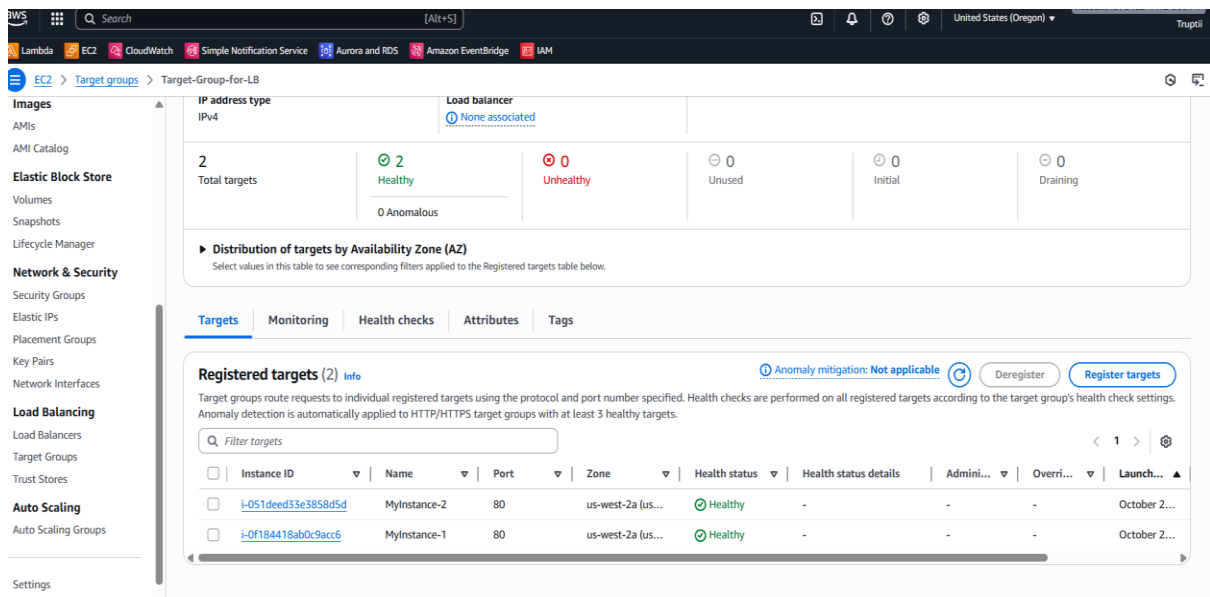 aws
Search
[Alt+S]
United States (Oregon)
Truptii
Lambda
EC2
CloudWatch
Simple Notification Service
Aurora and RDS
Amazon EventBridge
IAM
EC2 > Target groups > Target-Group-for-LB
Images
AMIs
AMI Catalog
Elastic Block Store
Volumes
Snapshots
Lifecycle Manager
Network & Security
Security Groups
Elastic IPs
Placement Groups
Key Pairs
Network Interfaces
Load Balancing
Load Balancers
Target Groups
Trust Stores
Auto Scaling
Auto Scaling Groups
Settings
IP address type
IPv4
Load balancer
None associated
2
Total targets
2
Healthy
0 Anomalous
0
Unhealthy
0
Unused
0
Initial
0
Draining
Distribution of targets by Availability Zone (AZ)
Select values in this table to see corresponding filters applied to the Registered targets table below.
Targets
Monitoring
Health checks
Attributes
Tags
Registered targets (2) Info
Anomaly mitigation: Not applicable
Deregister
Register targets
Target groups route requests to individual registered targets using the protocol and port number specified. Health checks are performed on all registered targets according to the target group's health check settings.
Anomaly detection is automatically applied to HTTP/HTTPS target groups with at least 3 healthy targets.
Filter targets
1
Instance ID Name Port Zone Health status Health status details Admini... Overri... Launch...
i-051deed33e3858d5d MyInstance-2 80 us-west-2a (us... Healthy - - - October 2...
i-0f184418ab0c9acc6 MyInstance-1 80 us-west-2a (us... Healthy - - - October 2...